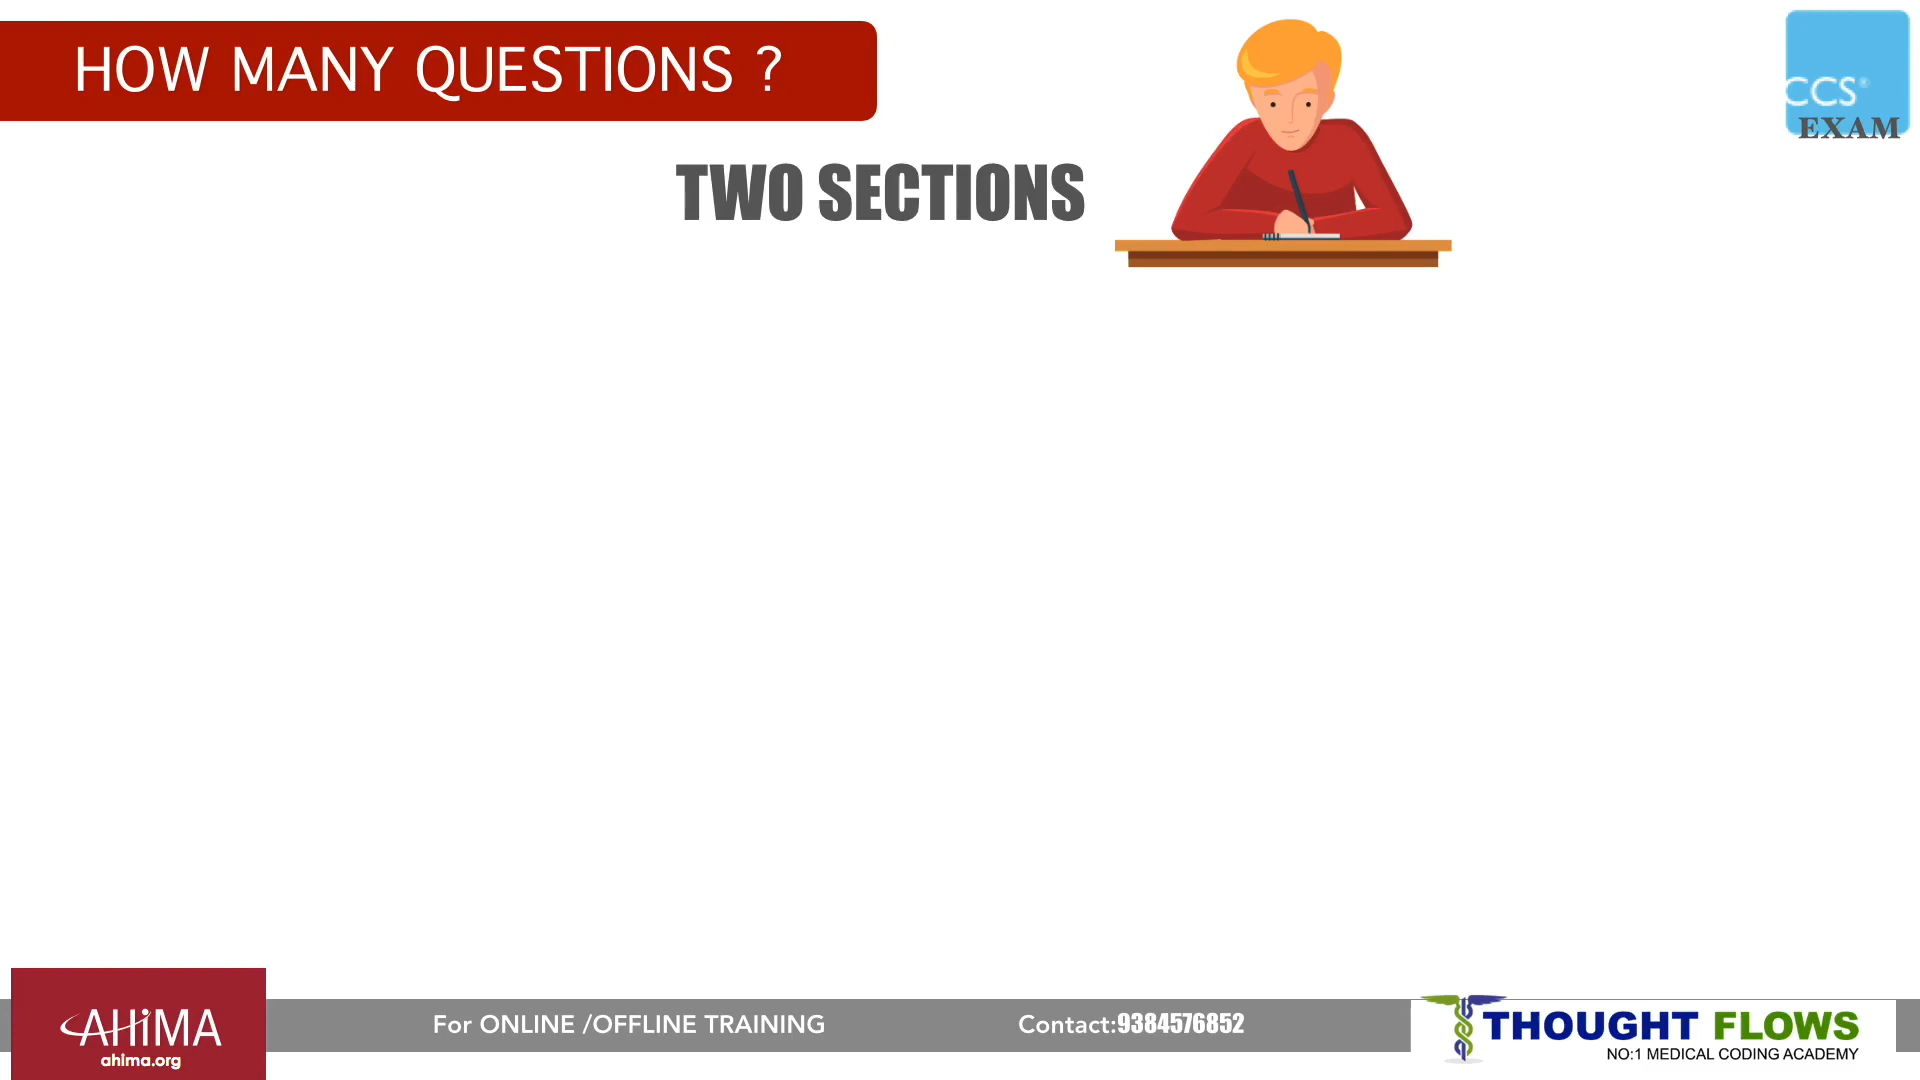 HOW MANY QUESTIONS ?
CCS®
EXAM
TWO SECTIONS
AHiMA
ahima.org
For ONLINE /OFFLINE TRAINING
Contact:9384576852
THOUGHT FLOWS
NO:1 MEDICAL CODING ACADEMY